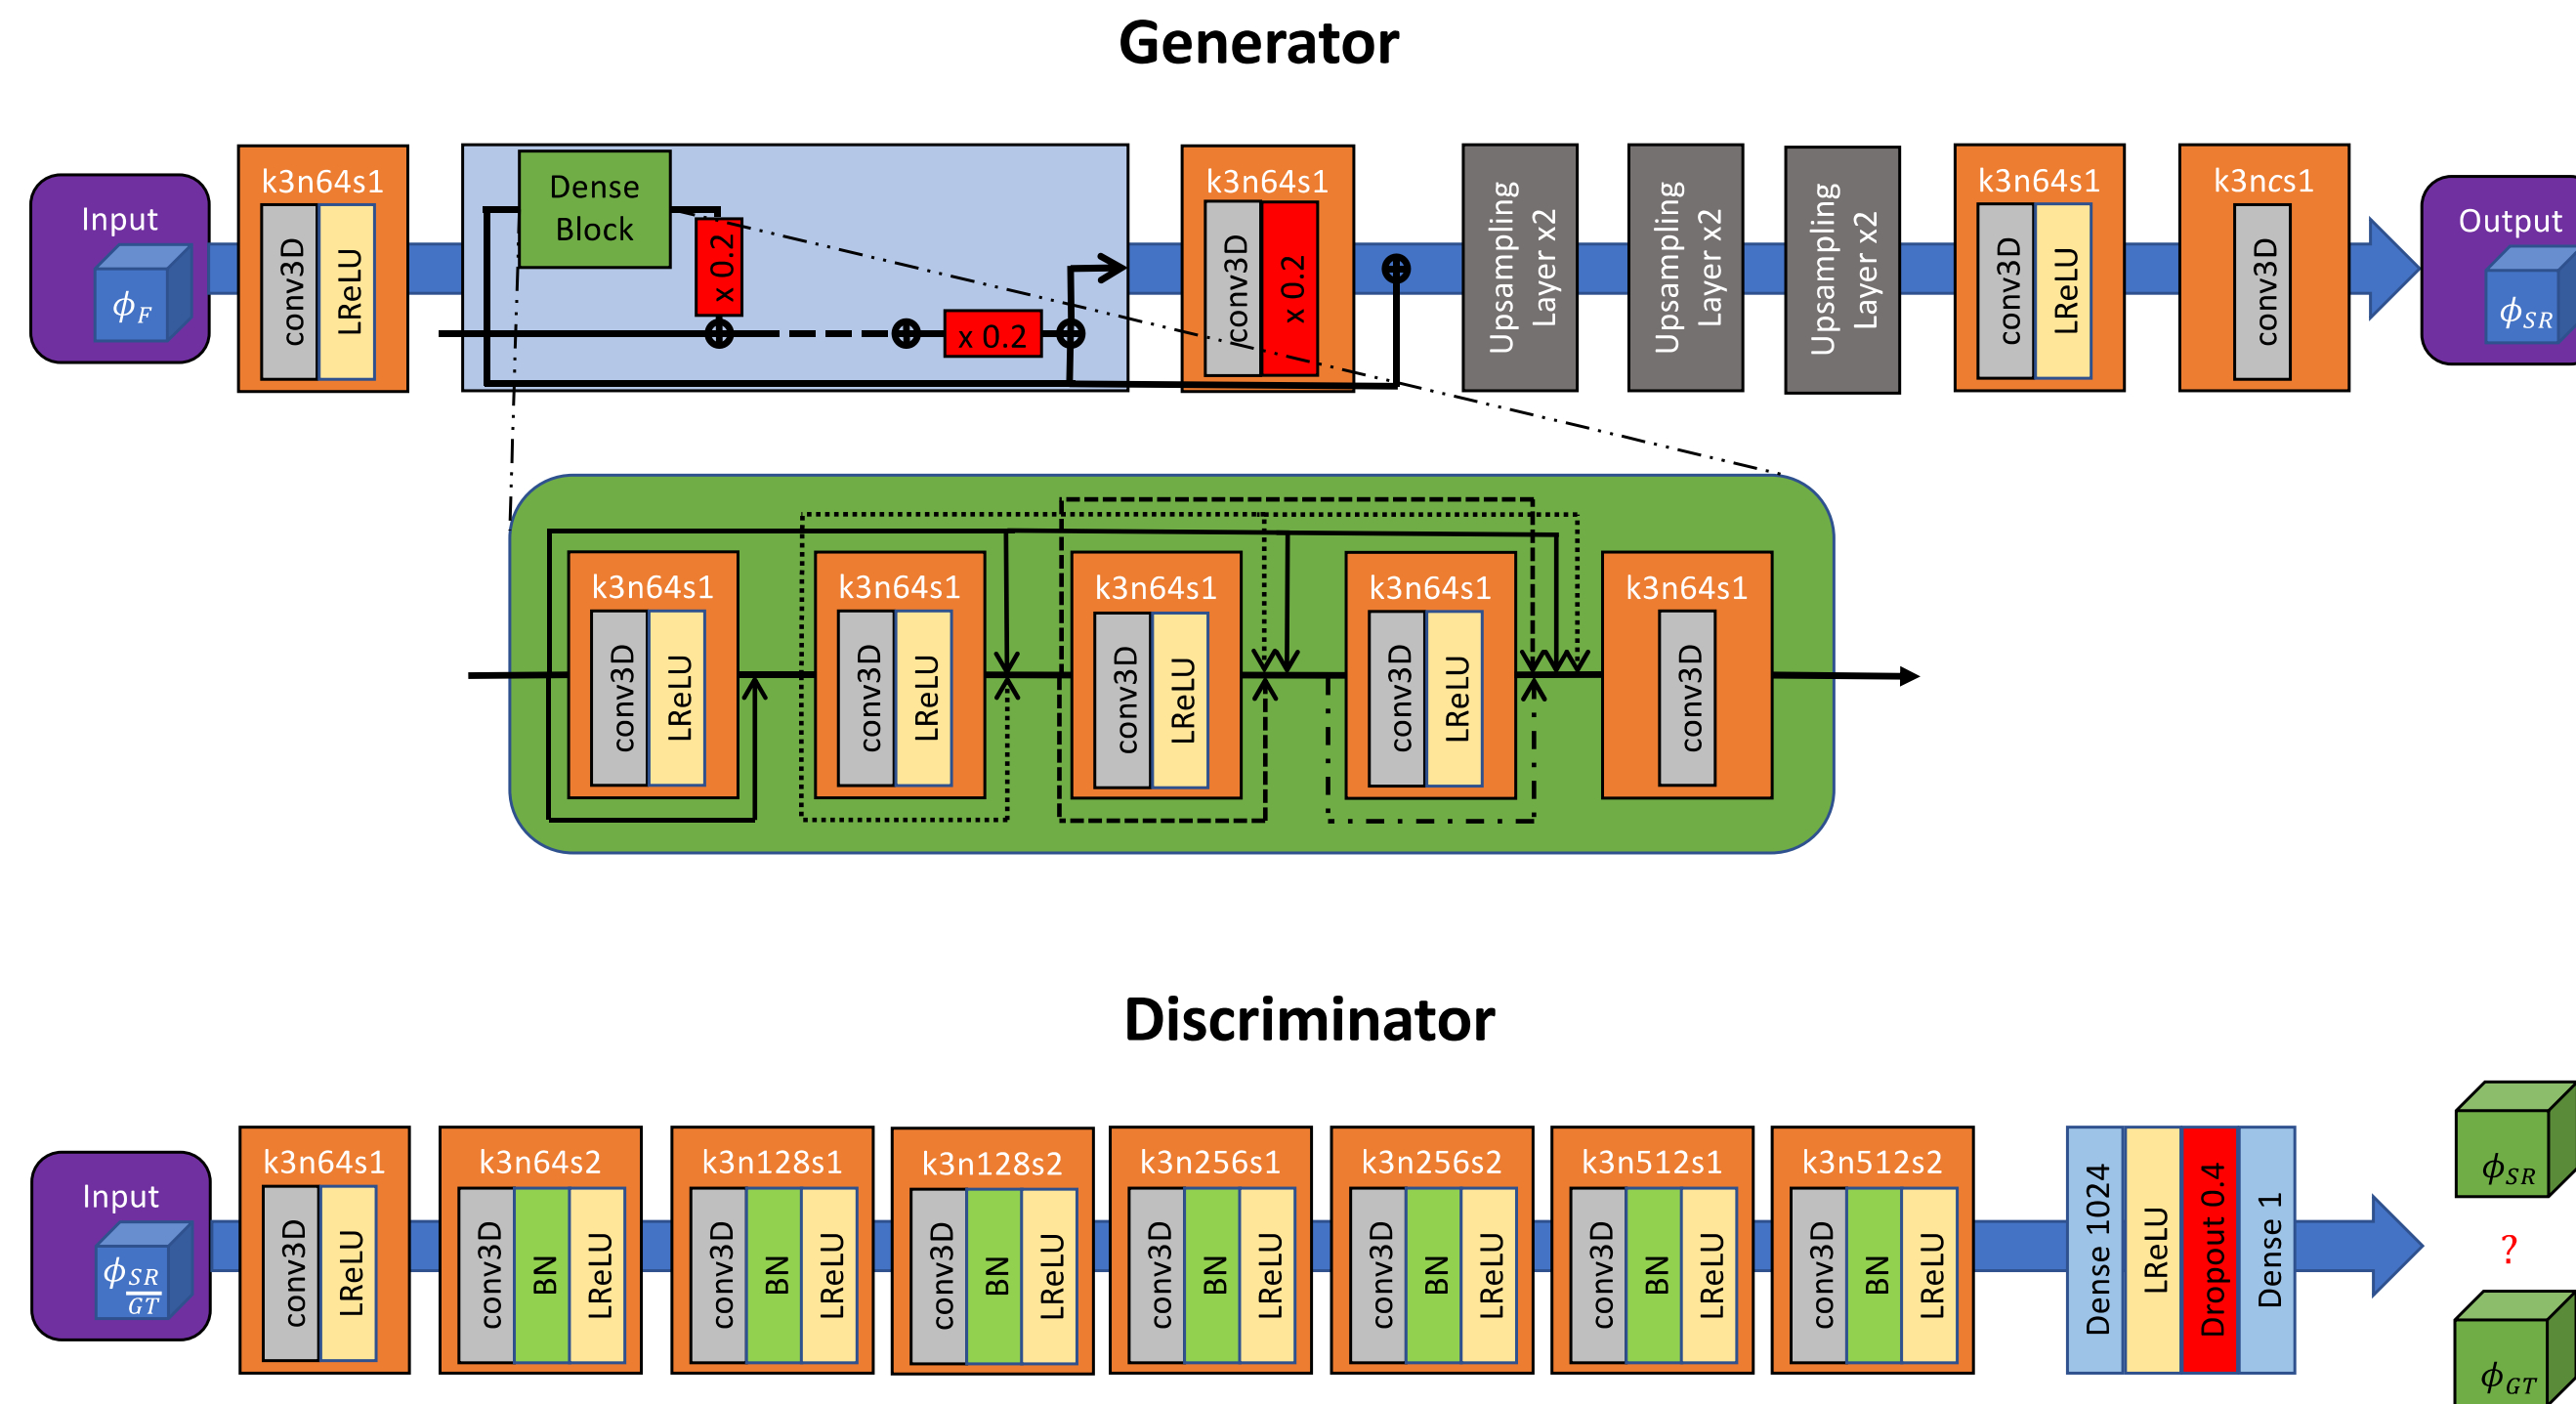 Generator
Input
ϕF
k3n64s1
conv3D
LReLU
Dense
Block
x 0.2
x 0.2
k3n64s1
conv3D
x 0.2
Upsampling
Layer x2
Upsampling
Layer x2
Upsampling
Layer x2
k3n64s1
conv3D
LReLU
k3ncs1
conv3D
Output
ϕSR
k3n64s1
conv3D
LReLU
k3n64s1
conv3D
LReLU
k3n64s1
conv3D
LReLU
k3n64s1
conv3D
LReLU
k3n64s1
conv3D
Discriminator
Input
ϕSR
GT
k3n64s1
conv3D
LReLU
k3n64s2
conv3D
BN
LReLU
k3n128s1
conv3D
BN
LReLU
k3n128s2
conv3D
BN
LReLU
k3n256s1
conv3D
BN
LReLU
k3n256s2
conv3D
BN
LReLU
k3n512s1
conv3D
BN
LReLU
k3n512s2
conv3D
BN
LReLU
Dense 1024
LReLU
Dropout 0.4
Dense 1
ϕSR
?
ϕGT